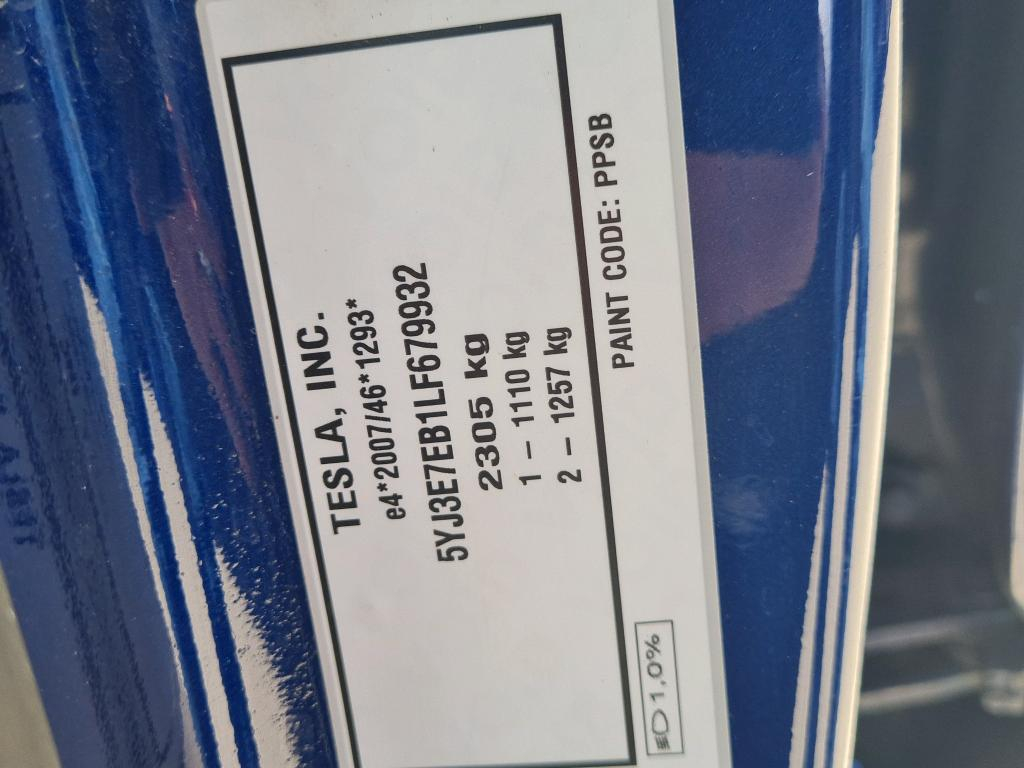 TESLA, INC.
e4*2007/46*1293*
5YJ3E7EB1LF679932
2305 kg
1 – 1110 kg
2 – 1257 kg
1,0%
PAINT CODE: PPSB